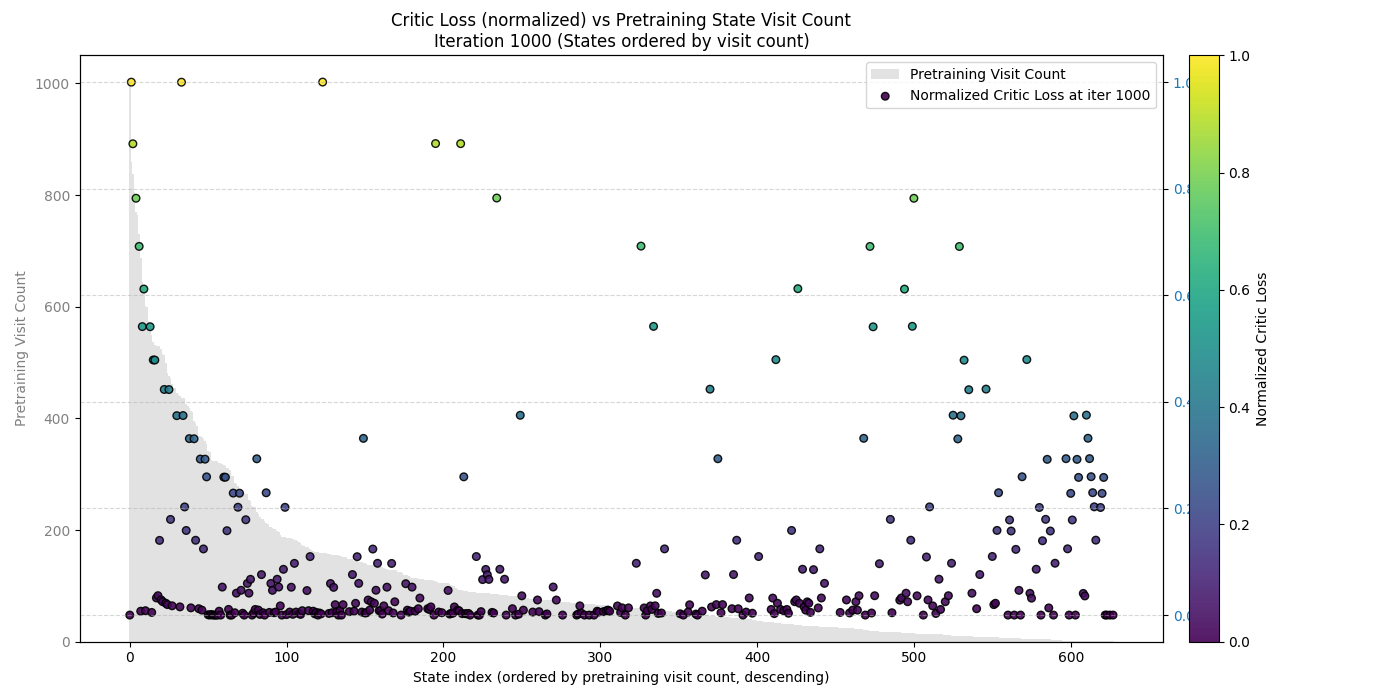 Critic Loss (normalized) vs Pretraining State Visit Count
Iteration 1000 (States ordered by visit count)
Pretraining Visit Count
Normalized Critic Loss at iter 1000
1000
800
600
400
200
0
Pretraining Visit Count
0
100
200
300
400
500
600
State index (ordered by pretraining visit count, descending)
1.0
0.8
0.6
0.4
0.2
0.0
Normalized Critic Loss